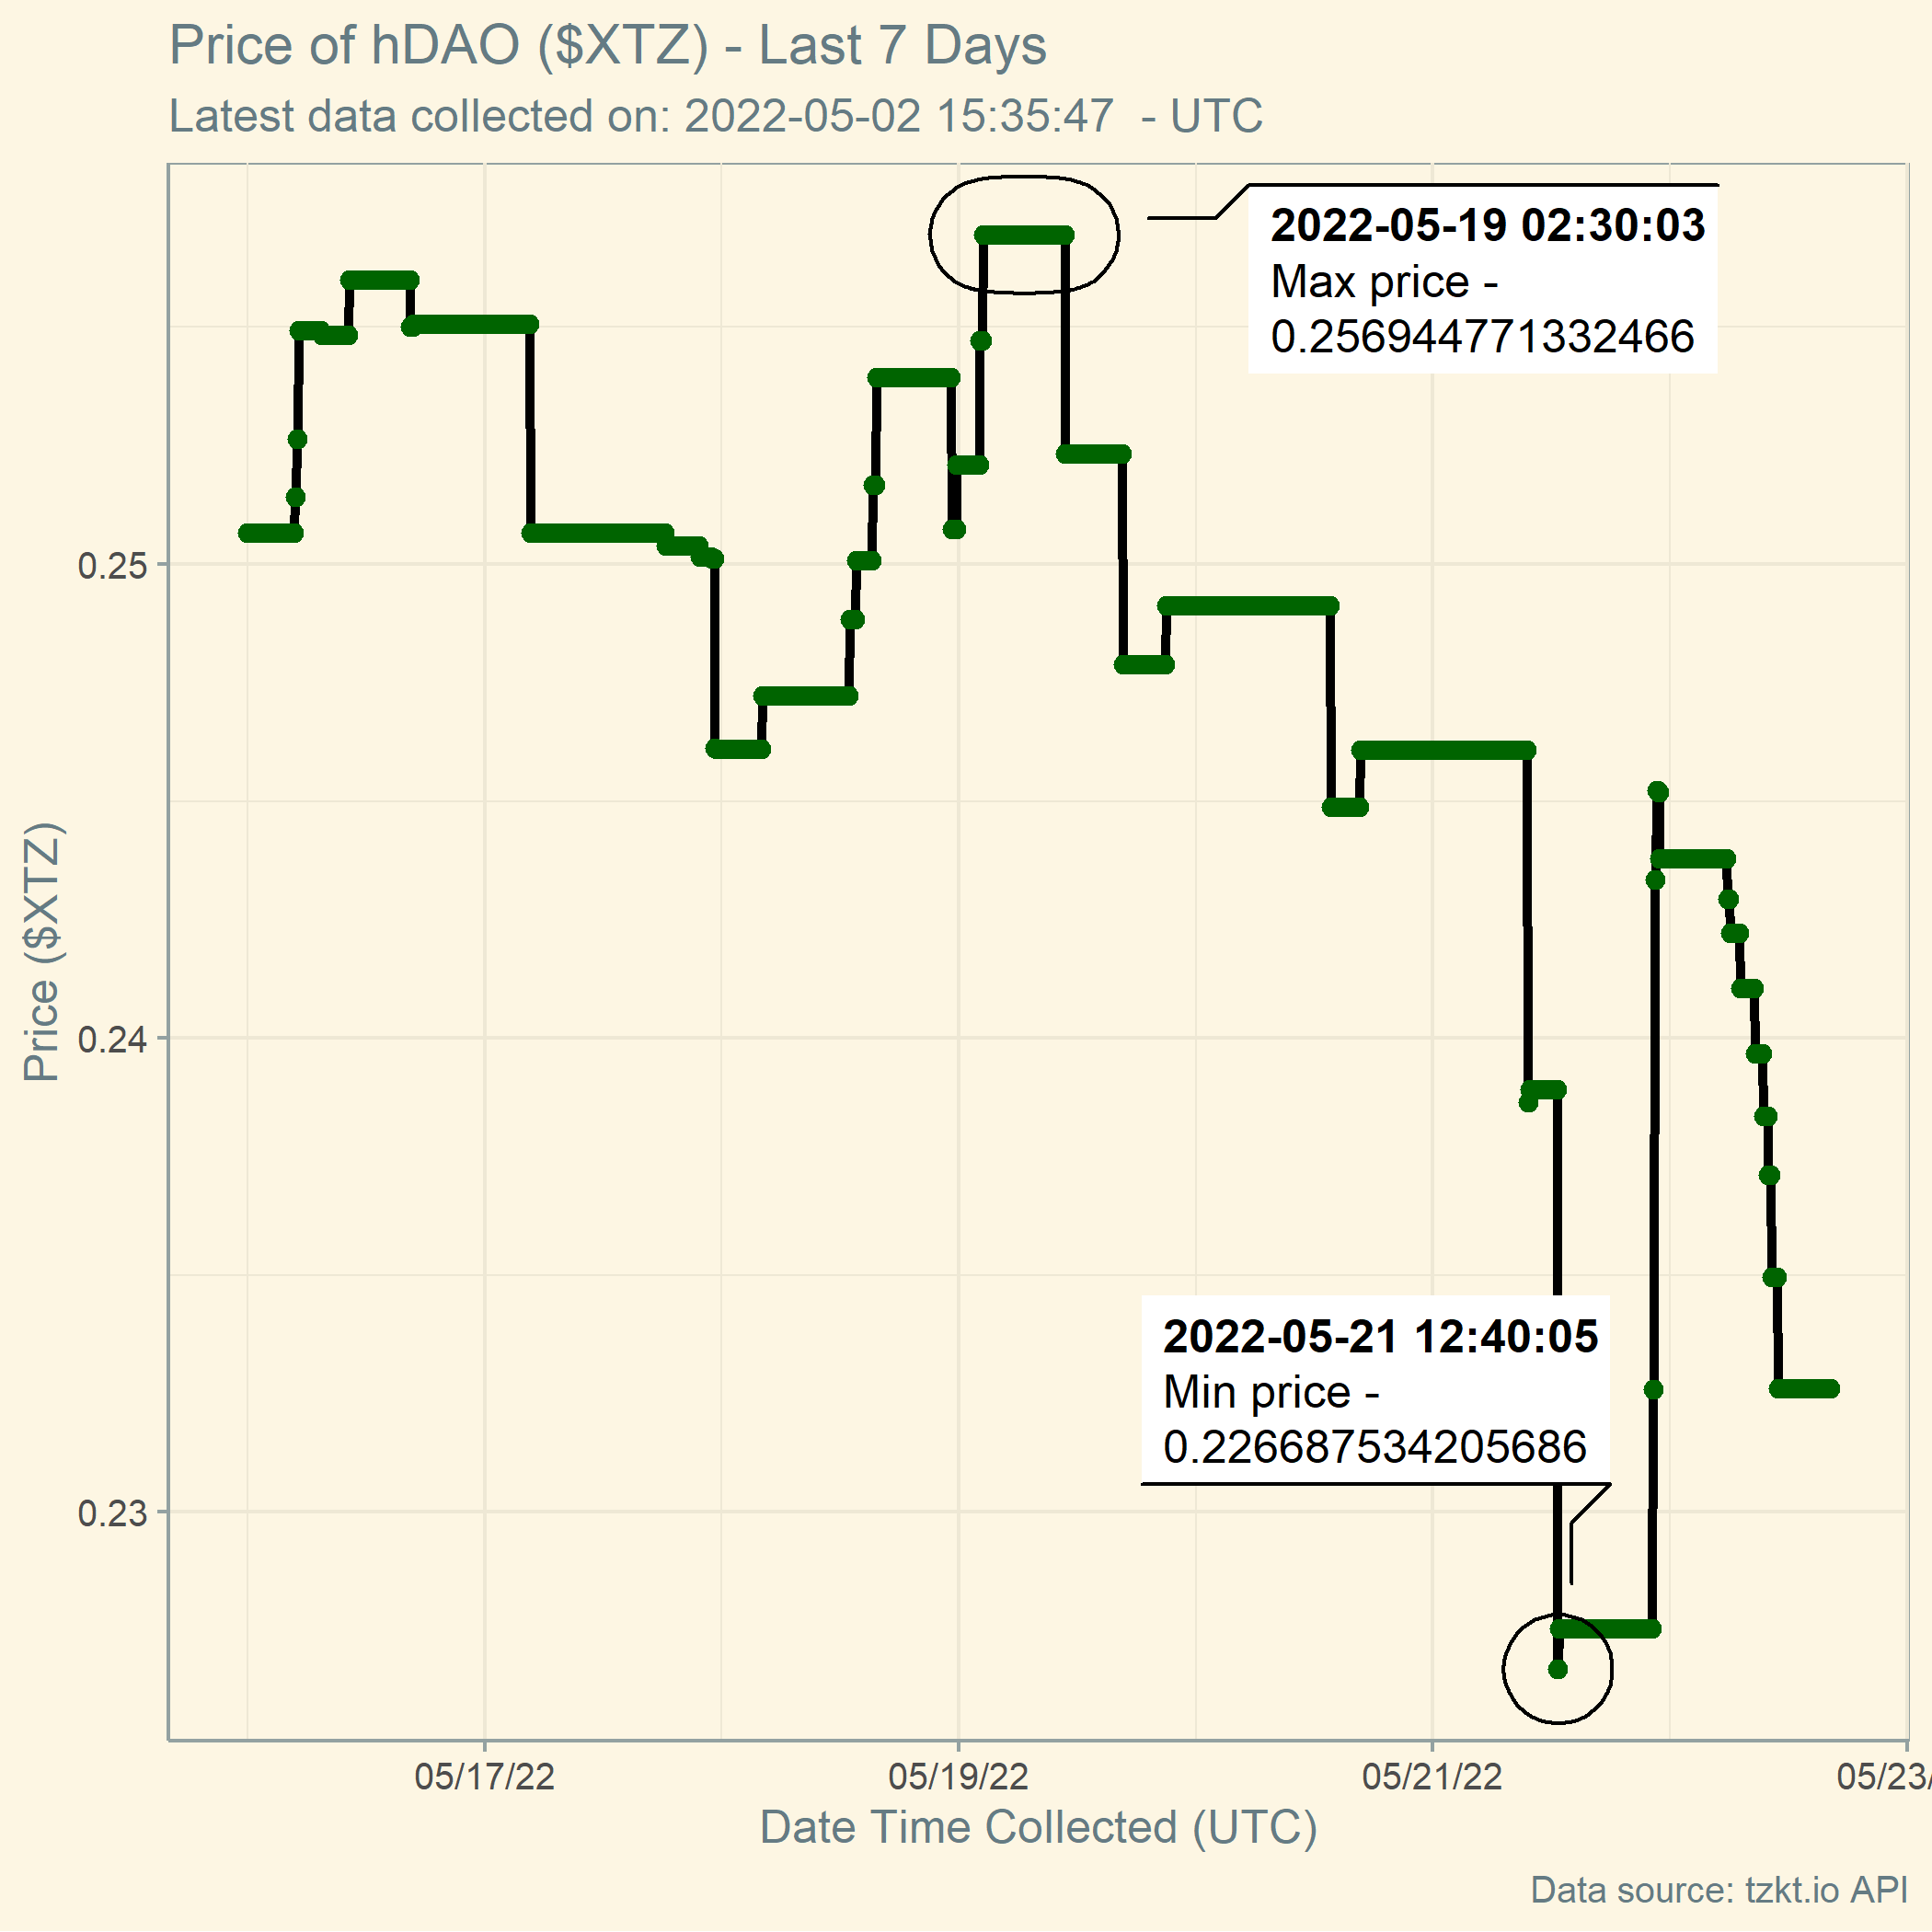 Price of hDAO ($XTZ) - Last 7 Days
Latest data collected on: 2022-05-02 15:35:47  - UTC
2022-05-19 02:30:03
Max price -
0.256944771332466
0.25
0.24
0.23
Price ($XTZ)
2022-05-21 12:40:05
Min price -
0.226687534205686
05/17/22
05/19/22
05/21/22
05/23/
Date Time Collected (UTC)
Data source: tzkt.io API